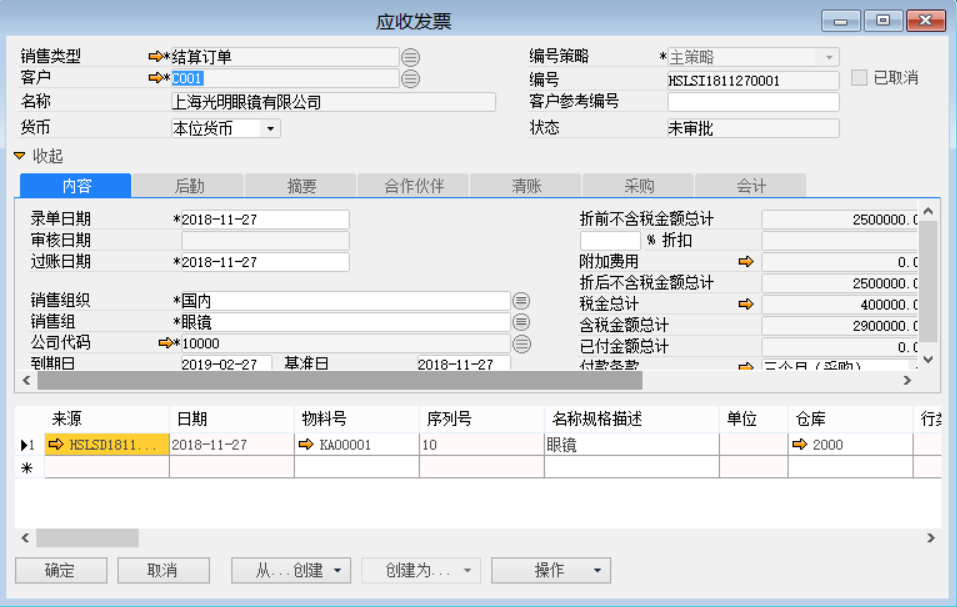 应收发票
销售类型 *结算订单 编号策略 *主策略
客户 *C001 编号 HSLSI1811270001 已取消
名称 上海光明眼镜有限公司 客户参考编号
货币 本位货币 状态 未审批
收起
内容 后勤 摘要 合作伙伴 清账 采购 会计
录单日期 *2018-11-27 折前不含税金额总计 2500000.0
审核日期 % 折扣
过账日期 *2018-11-27 附加费用 0.0
折后不含税金额总计 2500000.0
销售组织 *国内 税金总计 400000.0
销售组 *眼镜 含税金额总计 2900000.0
公司代码 *10000 已付金额总计 0.0
到期日 2019-02-27 基准日 2018-11-27 付款条款 三个月（采购）
来源 日期 物料号 序列号 名称规格描述 单位 仓库
1 HSLSD1811... 2018-11-27 KA00001 10 眼镜 2000
*
确定 取消 从...创建 创建为... 操作